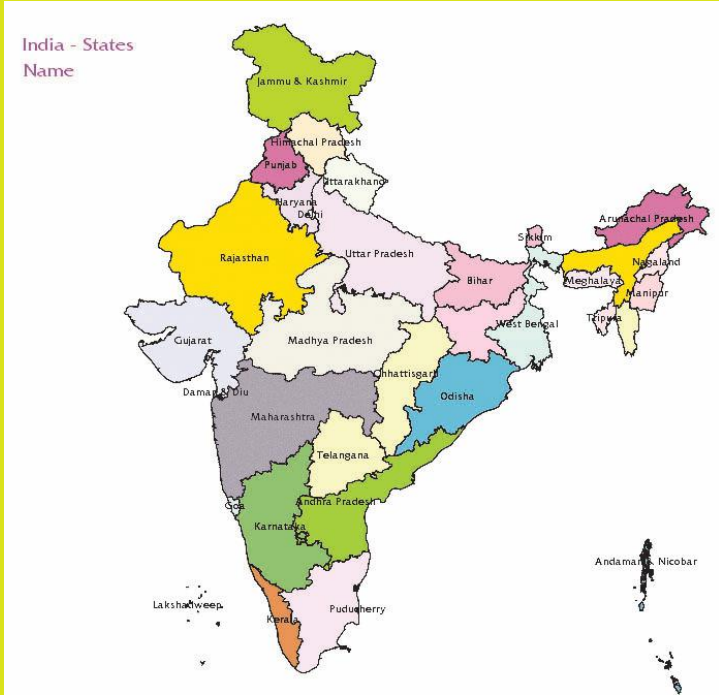 India - States
Name
Jammu & Kashmir
Himachal Pradesh
Punjab
Uttarakhand
Haryana
Delhi
Arunachal Pradesh
Rajasthan
Uttar Pradesh
Sikkim
Nagaland
Bihar
Meghalaya
Manipur
Tripura
West Bengal
Gujarat
Madhya Pradesh
Chhattisgarh
Daman & Diu
Odisha
Maharashtra
Telangana
Goa
Andhra Pradesh
Karnataka
Andaman & Nicobar
Lakshadweep
Puducherry
Kerala